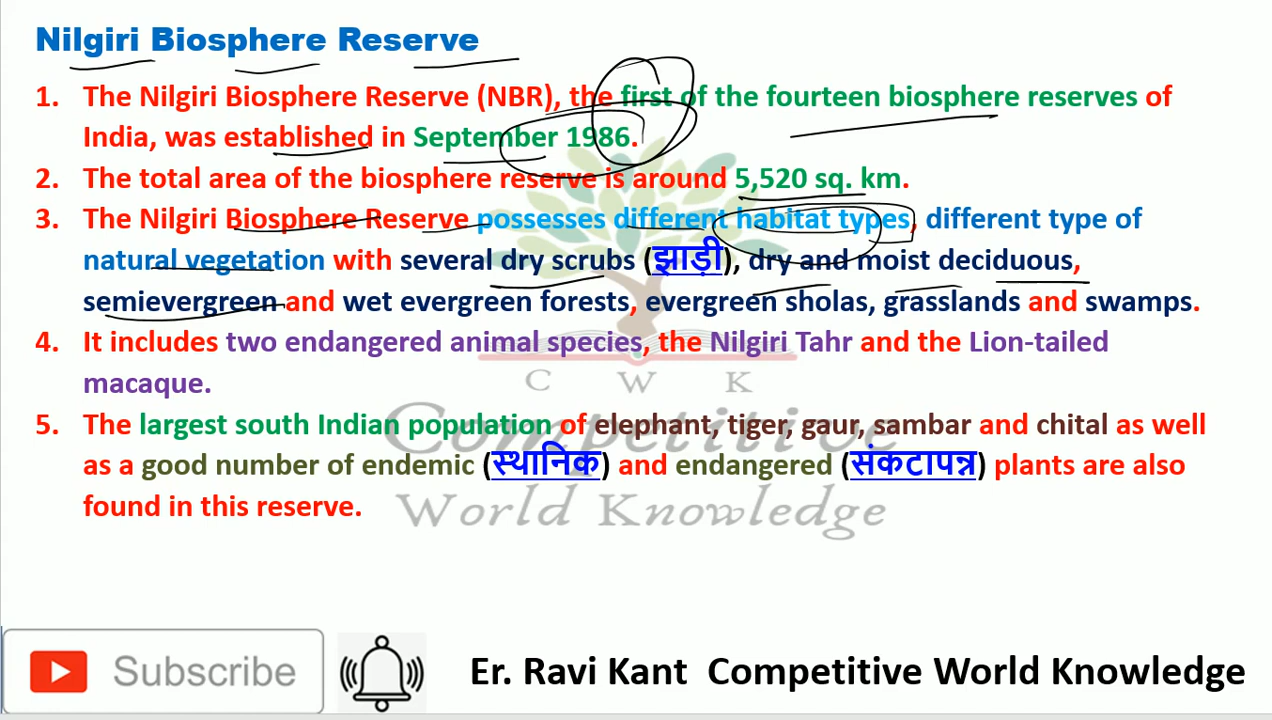 Nilgiri Biosphere Reserve
1. The Nilgiri Biosphere Reserve (NBR), the first of the fourteen biosphere reserves of
India, was established in September 1986.
2. The total area of the biosphere reserve is around 5,520 sq. km.
3. The Nilgiri Biosphere Reserve possesses different habitat types, different type of
natural vegetation with several dry scrubs (झाड़ी), dry and moist deciduous,
semievergreen and wet evergreen forests, evergreen sholas, grasslands and swamps.
4. It includes two endangered animal species, the Nilgiri Tahr and the Lion-tailed
macaque.
C W K
5. The largest south Indian population of elephant, tiger, gaur, sambar and chital as well
as a good number of endemic (स्थानिक) and endangered (संकटापन्न) plants are also
found in this reserve.
Competitive
World Knowledge
Subscribe
Er. Ravi Kant Competitive World Knowledge